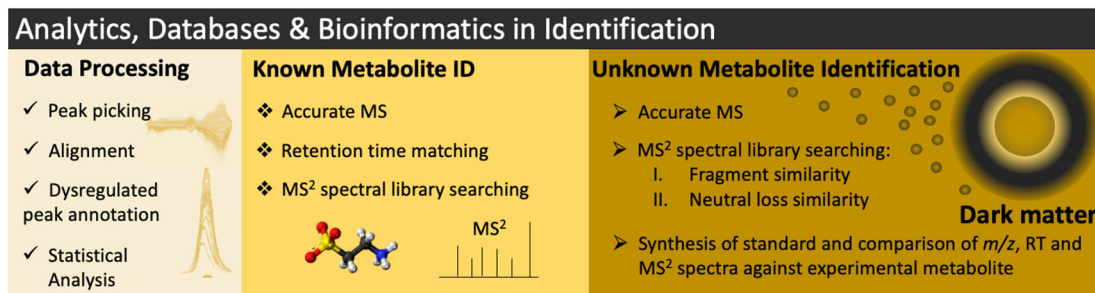 Analytics, Databases & Bioinformatics in Identification
Data Processing
✓ Peak picking
✓ Alignment
✓ Dysregulated
peak annotation
✓ Statistical
Analysis
Known Metabolite ID
❖ Accurate MS
❖ Retention time matching
❖ MS² spectral library searching
MS²
Unknown Metabolite Identification
➢ Accurate MS
➢ MS² spectral library searching:
I. Fragment similarity
II. Neutral loss similarity
Dark matter
➢ Synthesis of standard and comparison of m/z, RT and
MS² spectra against experimental metabolite